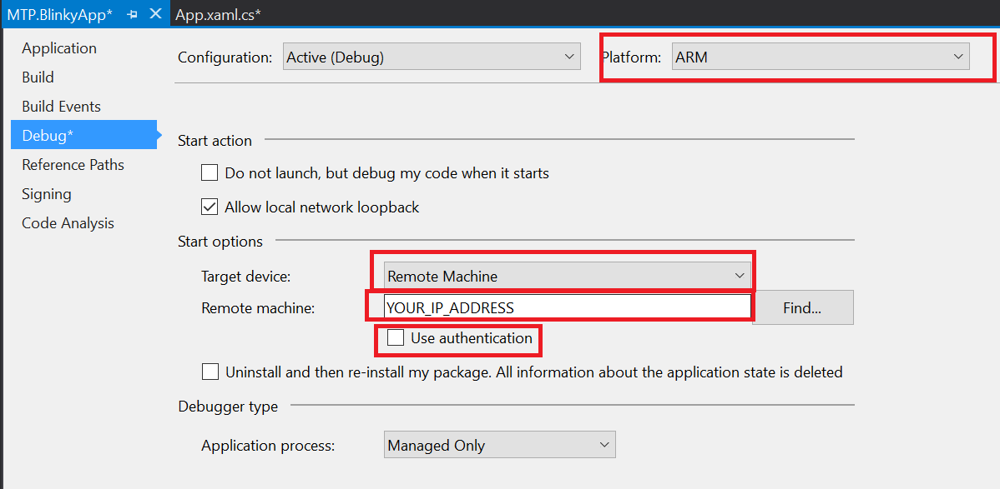 MTP.BlinkyApp* App.xaml.cs*
Application
Build
Build Events
Debug*
Reference Paths
Signing
Code Analysis
Configuration: Active (Debug) Platform: ARM
Start action
Do not launch, but debug my code when it starts
Allow local network loopback
Start options
Target device: Remote Machine
Remote machine: YOUR_IP_ADDRESS Find...
Use authentication
Uninstall and then re-install my package. All information about the application state is deleted
Debugger type
Application process: Managed Only